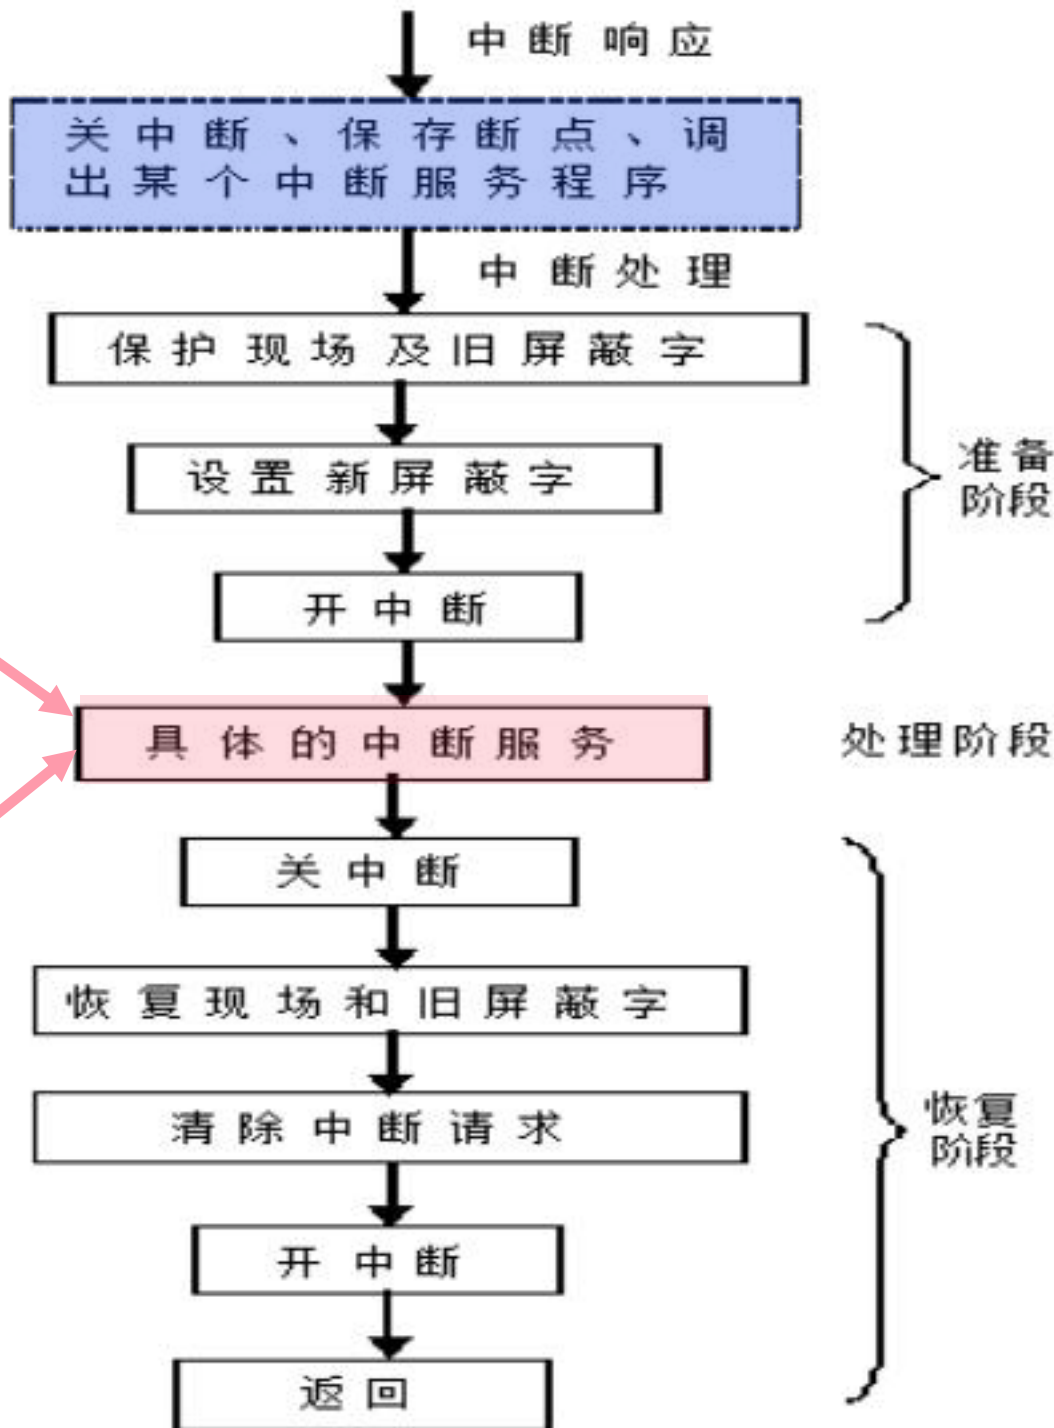 中断响应
关中断、保存断点、调
出某个中断服务程序
中断处理
保护现场及旧屏蔽字
设置新屏蔽字
准备
阶段
开中断
具体的中断服务
处理阶段
关中断
恢复现场和旧屏蔽字
清除中断请求
恢复
阶段
开中断
返回